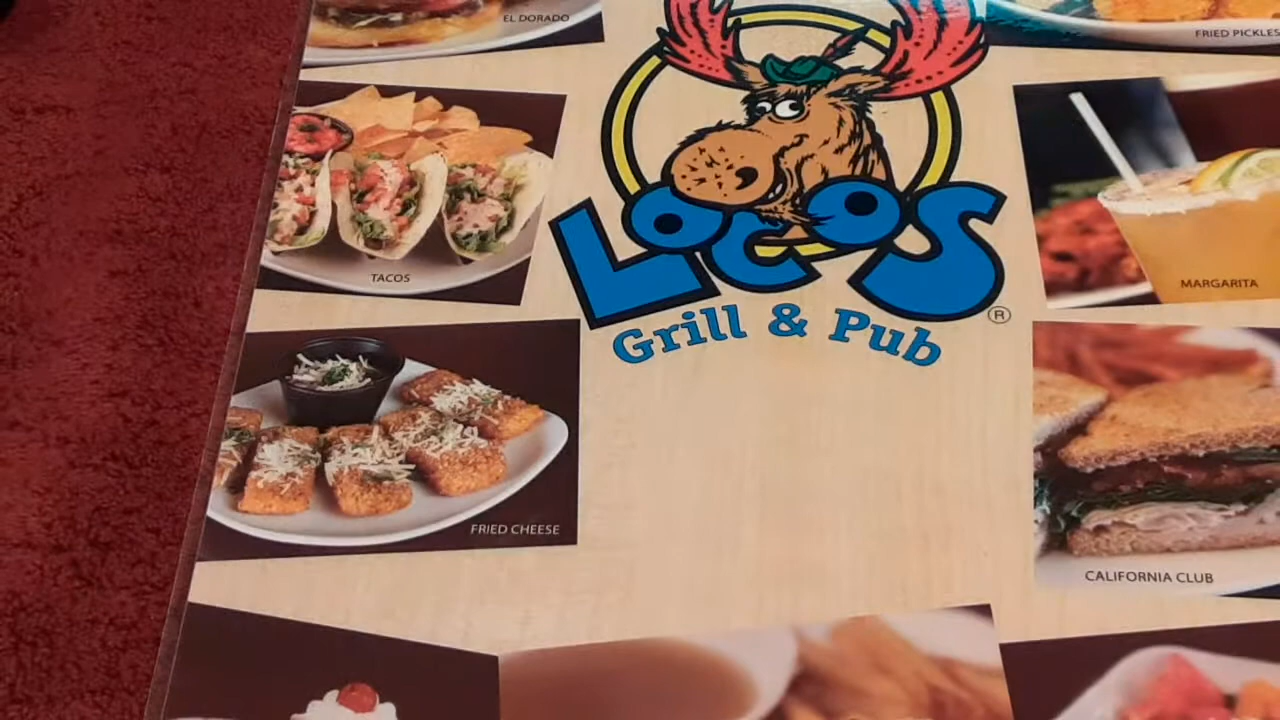 EL DORADO
FRIED PICKLES
TACOS
MARGARITA
LOCOS
Grill & Pub
®
FRIED CHEESE
CALIFORNIA CLUB